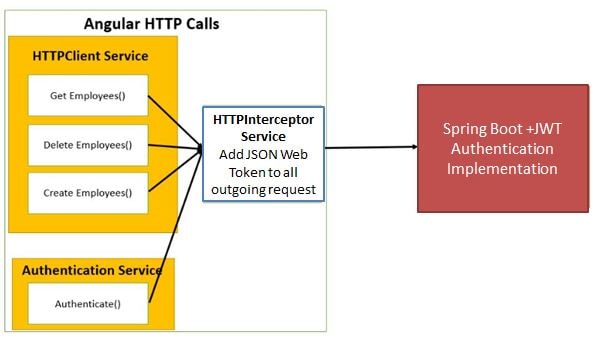 Angular HTTP Calls
HTTPClient Service
Get Employees()
Delete Employees()
Create Employees()
Authentication Service
Authenticate()
HTTPInterceptor
Service
Add JSON Web
Token to all
outgoing request
Spring Boot +JWT
Authentication
Implementation